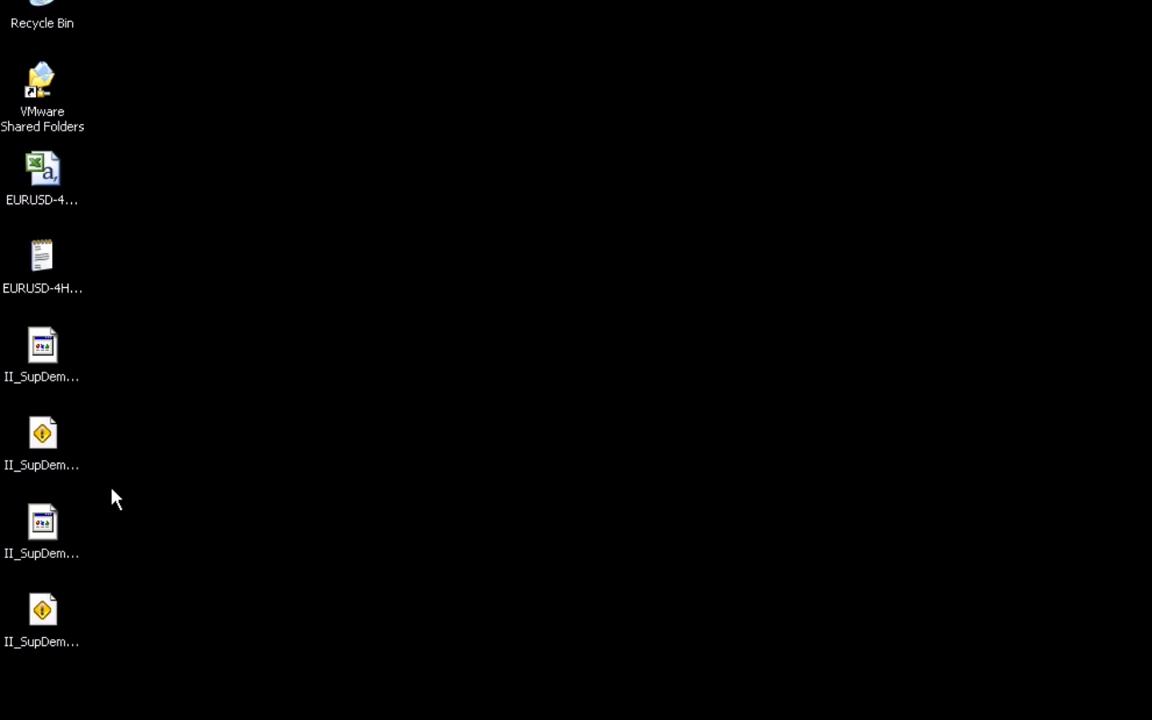 Recycle Bin
VMware
Shared Folders
EURUSD-4...
EURUSD-4H...
II_SupDem...
II_SupDem...
II_SupDem...
II_SupDem...